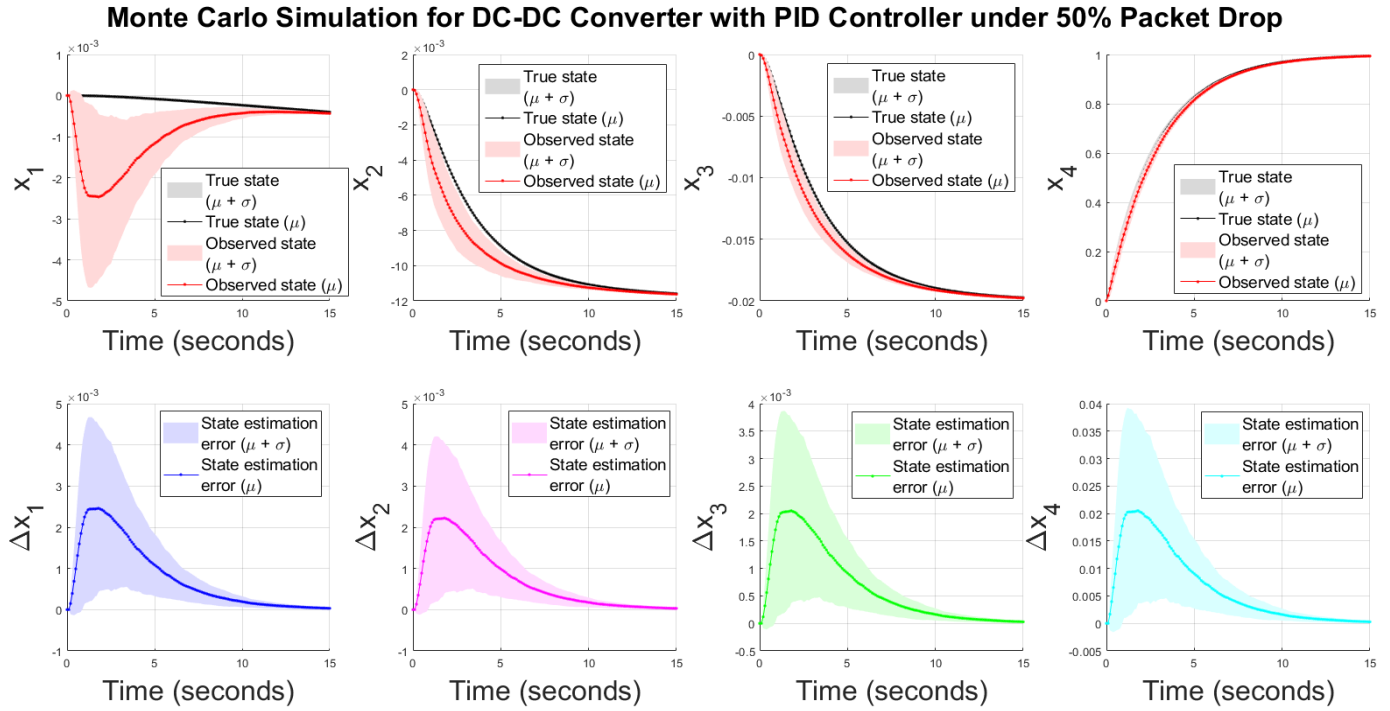 Monte Carlo Simulation for DC-DC Converter with PID Controller under 50% Packet Drop
×10⁻³
1
0
-1
-2
-3
-4
-5
x₁
0
5
10
15
Time (seconds)
True state
(μ + σ)
True state (μ)
Observed state
(μ + σ)
Observed state (μ)
×10⁻³
0
-2
-4
-6
-8
-10
-12
x₂
0
5
10
15
Time (seconds)
True state
(μ + σ)
True state (μ)
Observed state
(μ + σ)
Observed state (μ)
0
-0.005
-0.01
-0.015
-0.02
x₃
0
5
10
15
Time (seconds)
True state
(μ + σ)
True state (μ)
Observed state
(μ + σ)
Observed state (μ)
1
0.8
0.6
0.4
0.2
0
x₄
0
5
10
15
Time (seconds)
True state
(μ + σ)
True state (μ)
Observed state
(μ + σ)
Observed state (μ)
×10⁻³
5
4
3
2
1
0
-1
Δx₁
0
5
10
15
Time (seconds)
State estimation
error (μ + σ)
State estimation
error (μ)
×10⁻³
5
4
3
2
1
0
-1
Δx₂
0
5
10
15
Time (seconds)
State estimation
error (μ + σ)
State estimation
error (μ)
×10⁻³
4
3.5
3
2.5
2
1.5
1
0.5
0
-0.5
Δx₃
0
5
10
15
Time (seconds)
State estimation
error (μ + σ)
State estimation
error (μ)
0.04
0.035
0.03
0.025
0.02
0.015
0.01
0.005
0
-0.005
Δx₄
0
5
10
15
Time (seconds)
State estimation
error (μ + σ)
State estimation
error (μ)